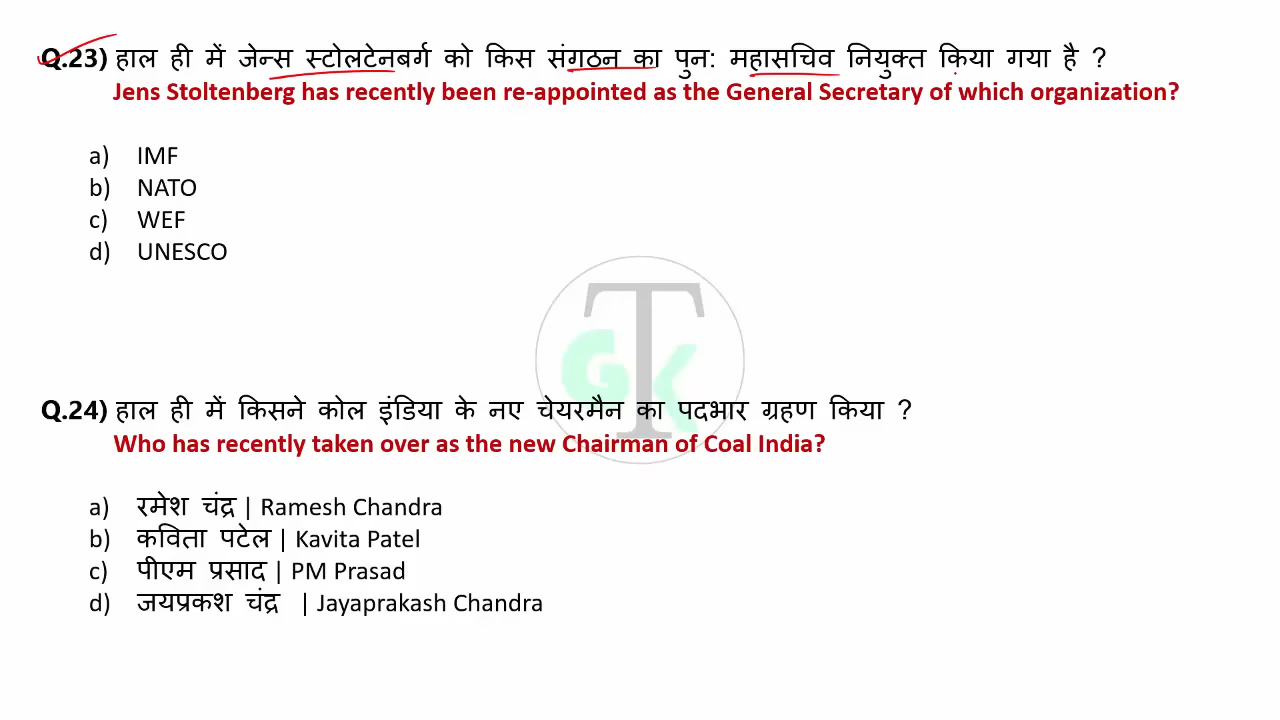 Q.23) हाल ही में जेन्स स्टोलटेनबर्ग को किस संगठन का पुन: महासचिव नियुक्त किया गया है ?
Jens Stoltenberg has recently been re-appointed as the General Secretary of which organization?
a) IMF
b) NATO
c) WEF
d) UNESCO
T
GK
Q.24) हाल ही में किसने कोल इंडिया के नए चेयरमैन का पदभार ग्रहण किया ?
Who has recently taken over as the new Chairman of Coal India?
a) रमेश चंद्र | Ramesh Chandra
b) कविता पटेल | Kavita Patel
c) पीएम प्रसाद | PM Prasad
d) जयप्रकश चंद्र | Jayaprakash Chandra